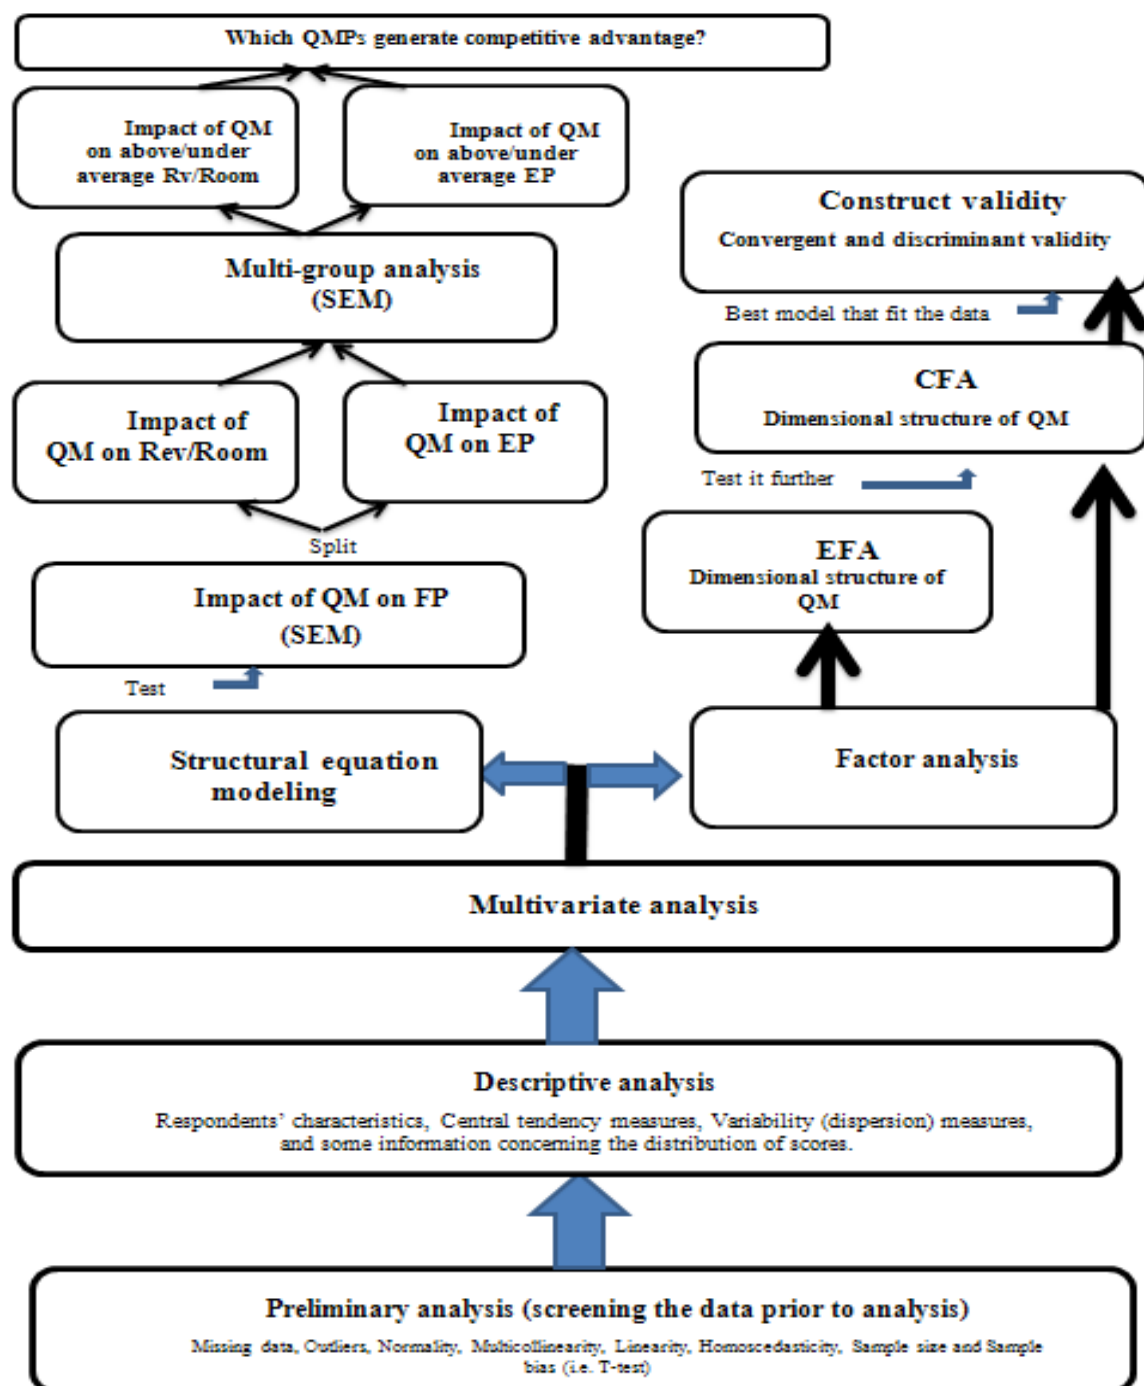 Which QMPs generate competitive advantage?
Impact of QM
on above/under
average Rv/Room
Impact of QM
on above/under
average EP
Multi-group analysis
(SEM)
Impact of
QM on Rev/Room
Impact of
QM on EP
Split
Impact of QM on FP
(SEM)
Test
Structural equation
modeling
Construct validity
Convergent and discriminant validity
Best model that fit the data
CFA
Dimensional structure of QM
Test it further
EFA
Dimensional structure of
QM
Factor analysis
Multivariate analysis
Descriptive analysis
Respondents’ characteristics, Central tendency measures, Variability (dispersion) measures,
and some information concerning the distribution of scores.
Preliminary analysis (screening the data prior to analysis)
Missing data, Outliers, Normality, Multicollinearity, Linearity, Homoscedasticity, Sample size and Sample
bias (i.e. T-test)